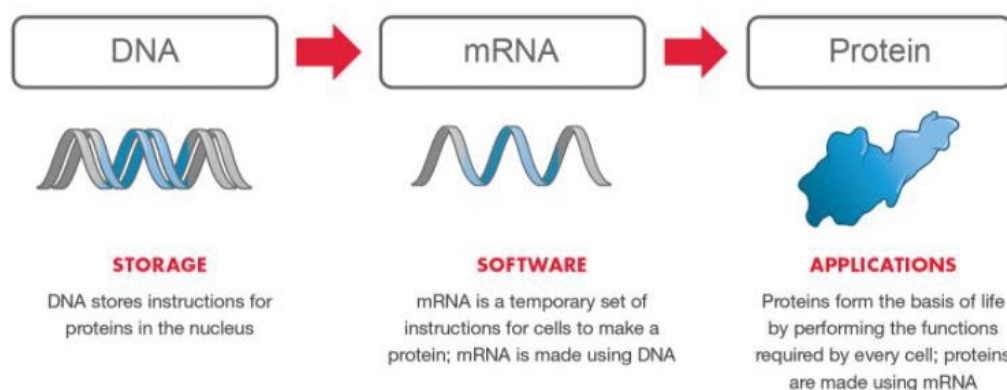 DNA
mRNA
Protein
STORAGE
DNA stores instructions for
proteins in the nucleus
SOFTWARE
mRNA is a temporary set of
instructions for cells to make a
protein; mRNA is made using DNA
APPLICATIONS
Proteins form the basis of life
by performing the functions
required by every cell; proteins
are made using mRNA